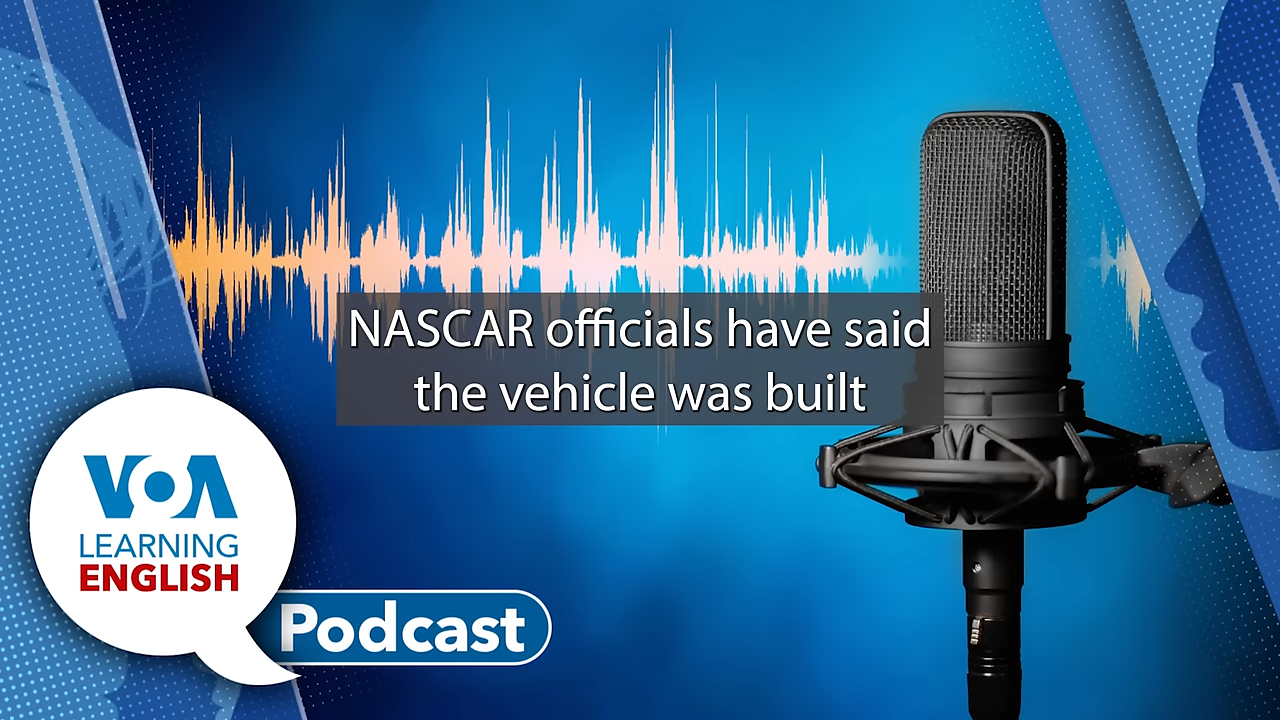 NASCAR officials have said
the vehicle was built
VOA
LEARNING
ENGLISH
Podcast